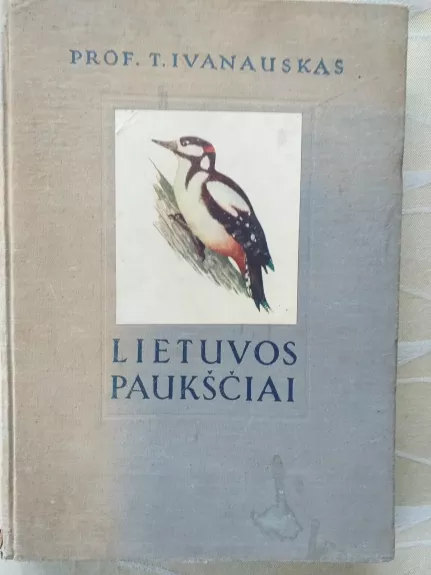 PROF. T. IVANAUSKAS
LIETUVOS
PAUKŠČIAI